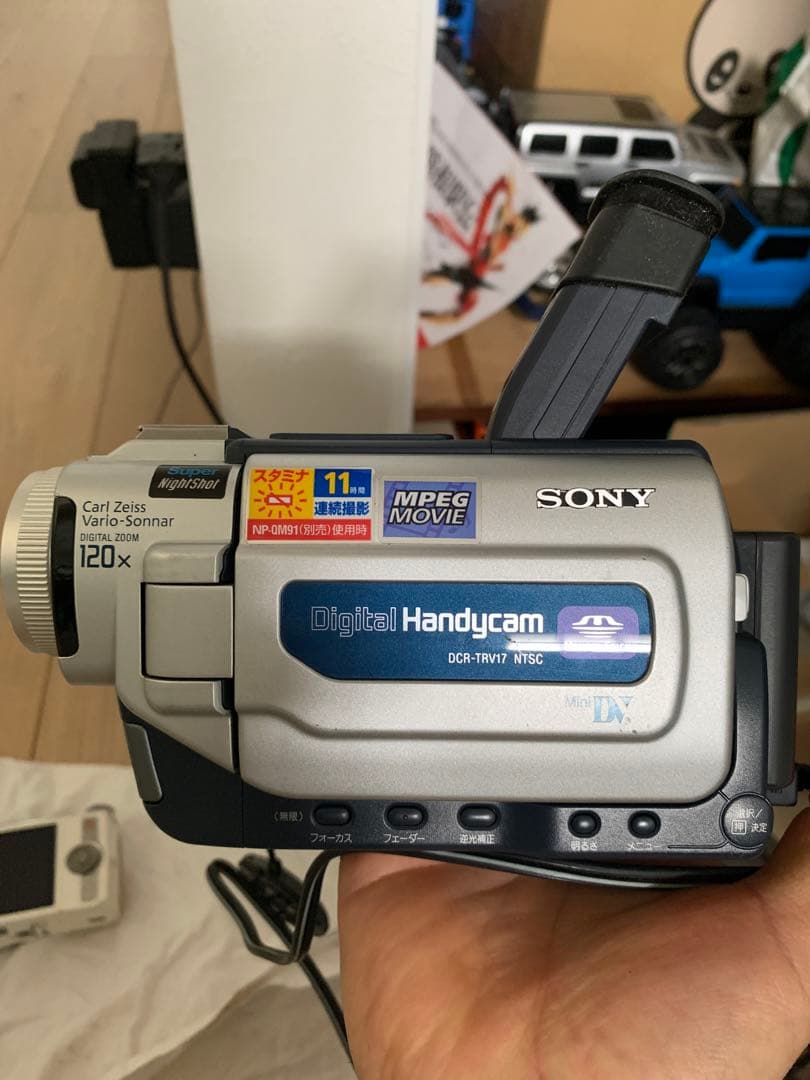 Super
NightShot
Carl Zeiss
Vario-Sonnar
DIGITAL ZOOM
120x
スタミナ
11時間
連続撮影
NP-QM91(別売)使用時
MPEG
MOVIE
SONY
Digital Handycam
DCR-TRV17 NTSC
Mini DV
(無限)
フォーカス
フェーダー
逆光補正
明るさ
メニュー
選択/
押 決定